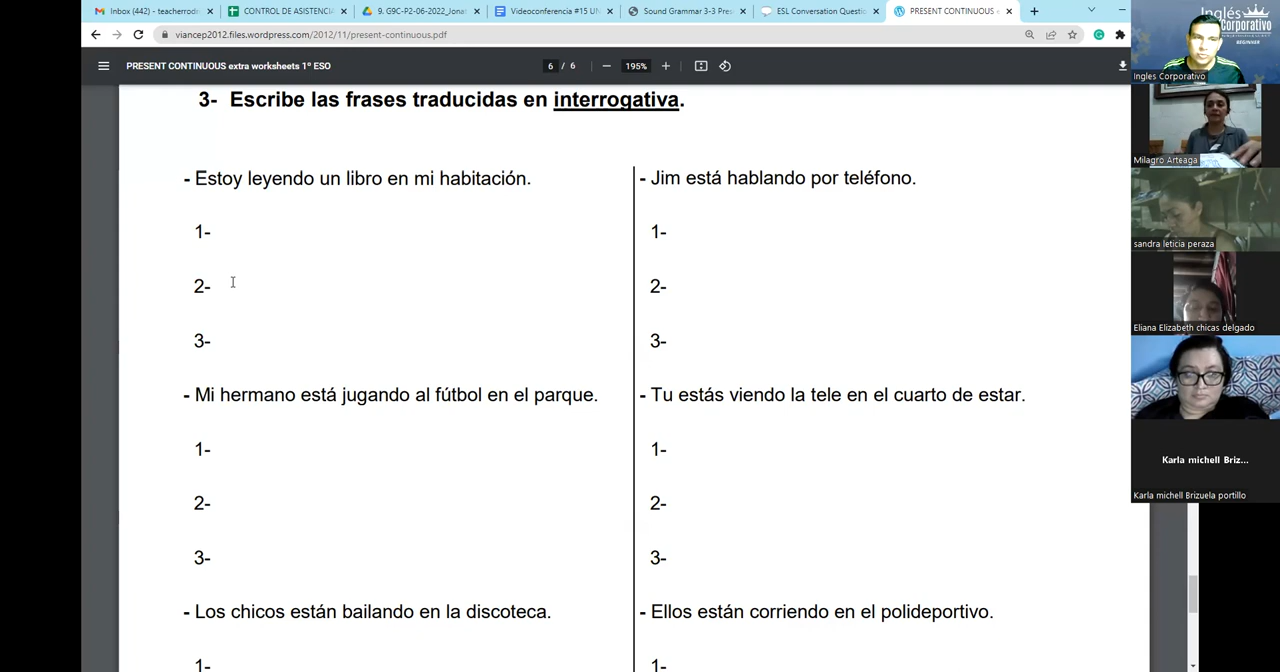 Inbox (442) - teacherrode
CONTROL DE ASISTENCIA
9. G9C-P2-06-2022_Jona
Videoconferencia #15 UN
Sound Grammar 3-3 Pres
ESL Conversation Questio
PRESENT CONTINUOUS e
viancep2012.files.wordpress.com/2012/11/present-continuous.pdf
PRESENT CONTINUOUS extra worksheets 1º ESO
6 / 6
195%
3- Escribe las frases traducidas en interrogativa.
- Estoy leyendo un libro en mi habitación.
1-
2-
3-
- Mi hermano está jugando al fútbol en el parque.
1-
2-
3-
- Los chicos están bailando en la discoteca.
1-
- Jim está hablando por teléfono.
1-
2-
3-
- Tu estás viendo la tele en el cuarto de estar.
1-
2-
3-
- Ellos están corriendo en el polideportivo.
1-
Inglés
Corporativo
BEGINNER
Ingles Corporativo
Milagro Arteaga
sandra leticia peraza
Eliana Elizabeth chicas delgado
Karla michell Briz...
Karla michell Brizuela portillo